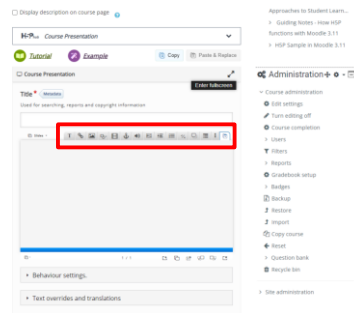 Display description on course page
H5P Course Presentation
Tutorial
Example
Copy
Paste & Replace
Course Presentation
Enter fullscreen
Title *
Metadata
Used for searching, reports and copyright information
Behaviour settings.
Text overrides and translations
Approaches to Student Learn...
Guiding Notes - How H5P
functions with Moodle 3.11
H5P Sample in Moodle 3.11
Administration
Course administration
Edit settings
Turn editing off
Course completion
Users
Filters
Reports
Gradebook setup
Badges
Backup
Restore
Import
Copy course
Reset
Question bank
Recycle bin
Site administration